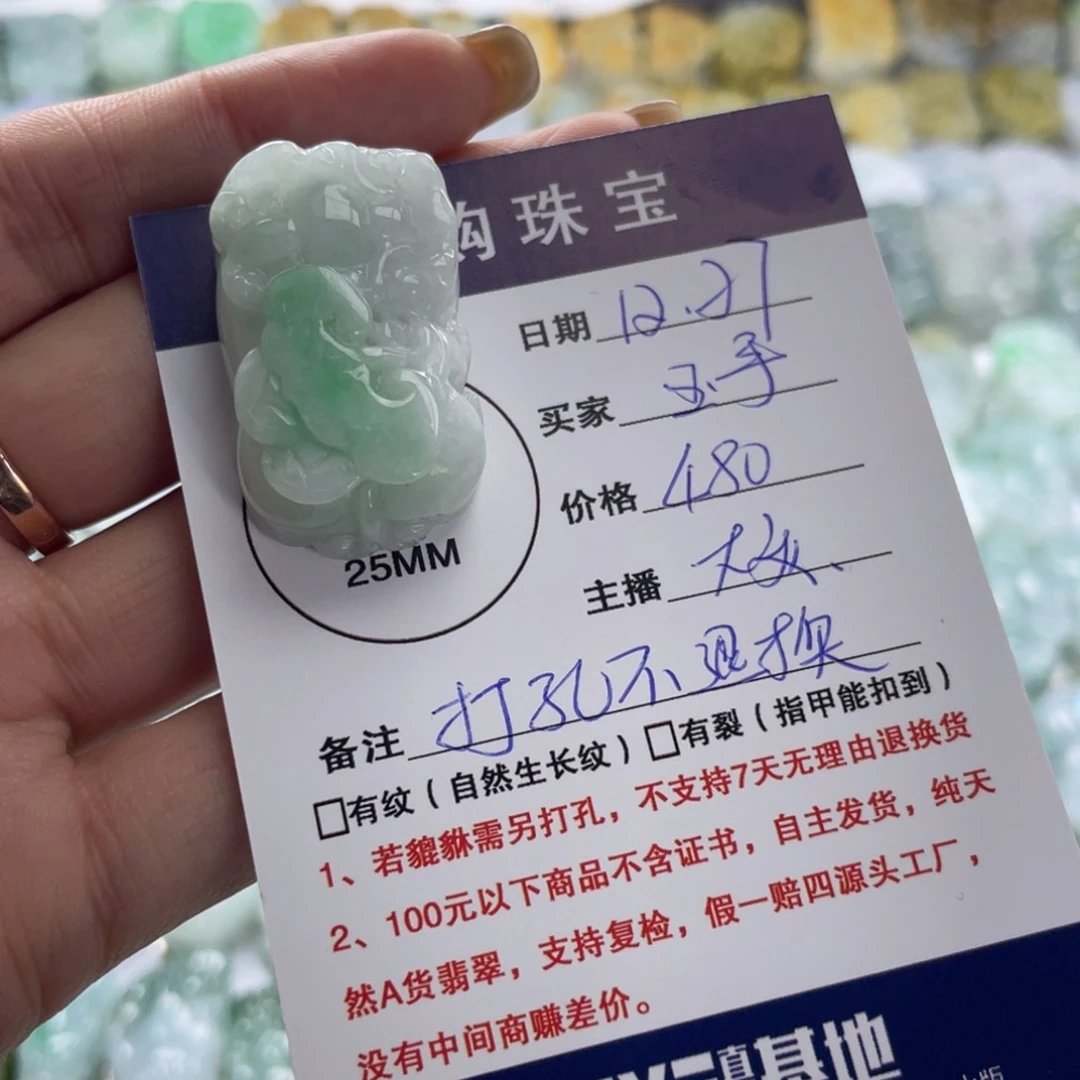 购珠宝
日期 12.27
买家 玉手
价格 480
主播
备注 打孔不退换
□有纹（自然生长纹）□有裂（指甲能扣到）
1、若貔貅需另打孔，不支持7天无理由退换货
2、100元以下商品不含证书，自主发货，纯天
然A货翡翠，支持复检，假一赔四源头工厂，
没有中间商赚差价。
25MM
基地